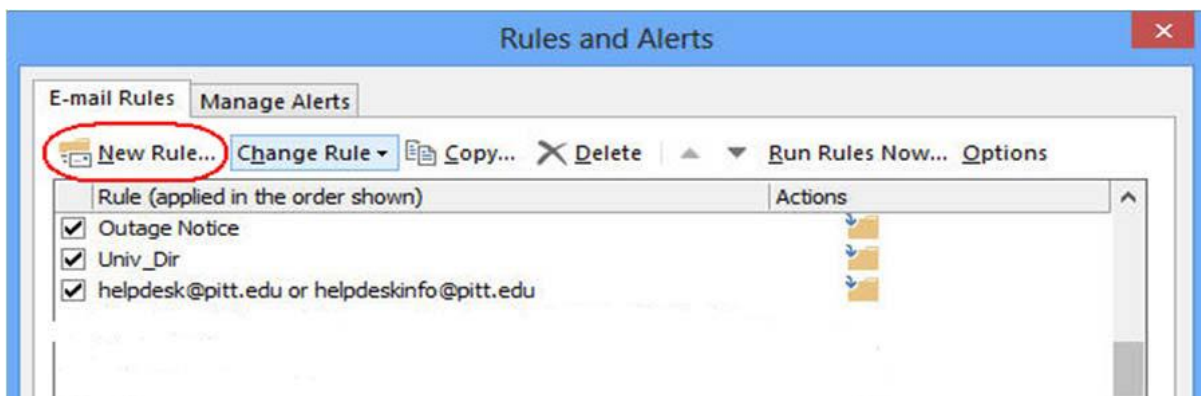 Rules and Alerts
E-mail Rules Manage Alerts
New Rule... Change Rule Copy... Delete Run Rules Now... Options
Rule (applied in the order shown) Actions
Outage Notice
Univ_Dir
helpdesk@pitt.edu or helpdeskinfo@pitt.edu